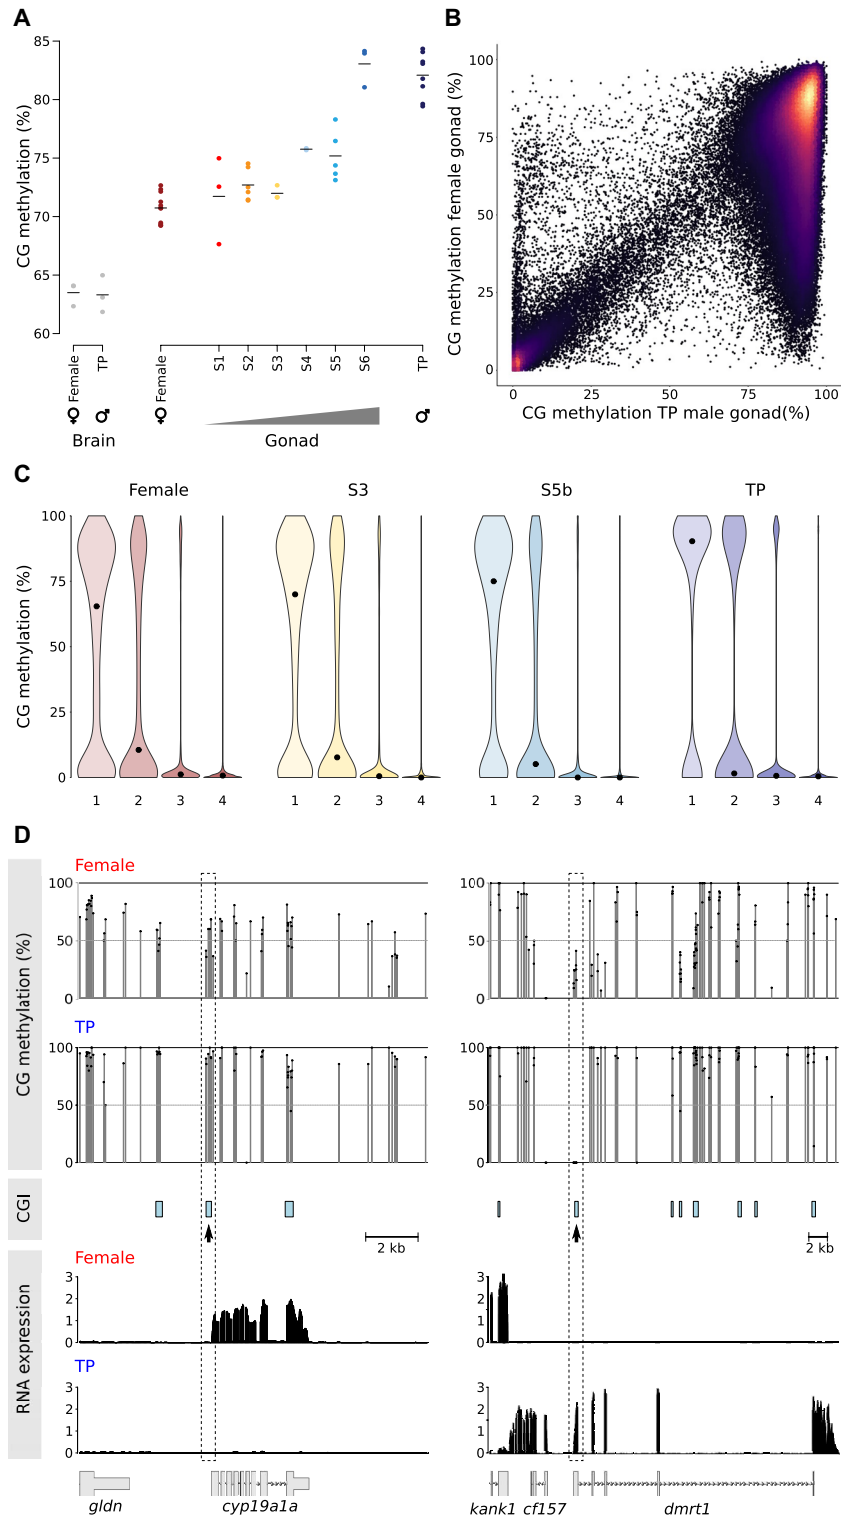 A
CG methylation (%)
85
80
75
70
65
60
Female
TP
Female
S1
S2
S3
S4
S5
S6
TP
♀ ♂ ♀ ♂
Brain
Gonad
B
CG methylation female gonad (%)
100
75
50
25
0
0 25 50 75 100
CG methylation TP male gonad(%)
C
Female S3 S5b TP
CG methylation (%)
100
75
50
25
0
1 2 3 4 1 2 3 4 1 2 3 4 1 2 3 4
D
CG methylation (%)
Female
100
50
0
100
50
0
TP
100
50
0
100
50
0
CGI
2 kb
2 kb
RNA expression
Female
3
2
1
0
3
2
1
0
TP
3
2
1
0
3
2
1
0
gldn cyp19a1a
kank1 cf157 dmrt1